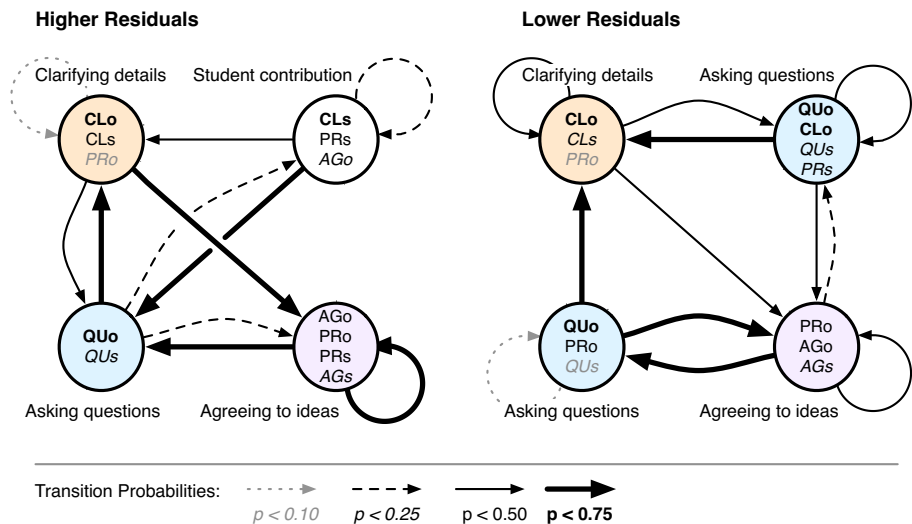 Higher Residuals
Lower Residuals
Clarifying details
Student contribution
CLo
CLs
PRo
CLs
PRs
AGo
QUo
QUs
AGo
PRo
PRs
AGs
Asking questions
Agreeing to ideas
Clarifying details
Asking questions
CLo
CLs
PRo
QUo
CLo
QUs
PRs
QUo
PRo
QUs
PRo
AGo
AGs
Asking questions
Agreeing to ideas
Transition Probabilities:
p < 0.10
p < 0.25
p < 0.50
p < 0.75